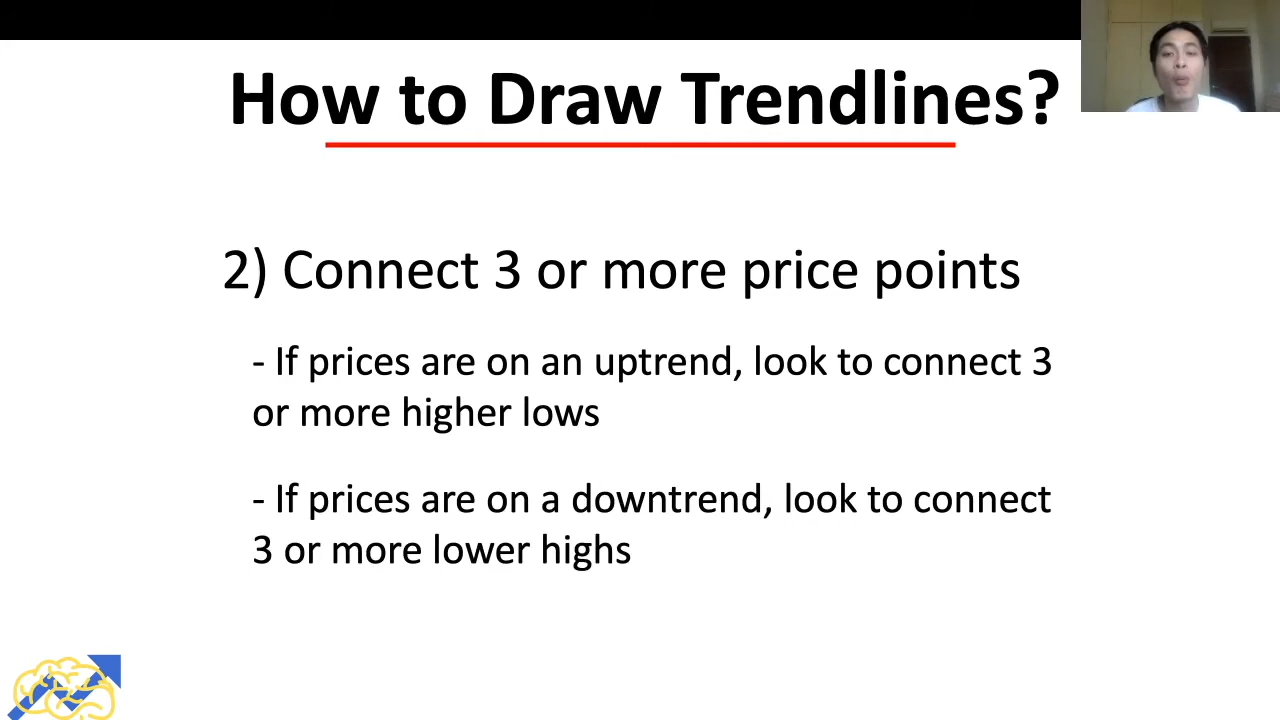 How to Draw Trendlines?
2) Connect 3 or more price points
- If prices are on an uptrend, look to connect 3
or more higher lows
- If prices are on a downtrend, look to connect
3 or more lower highs